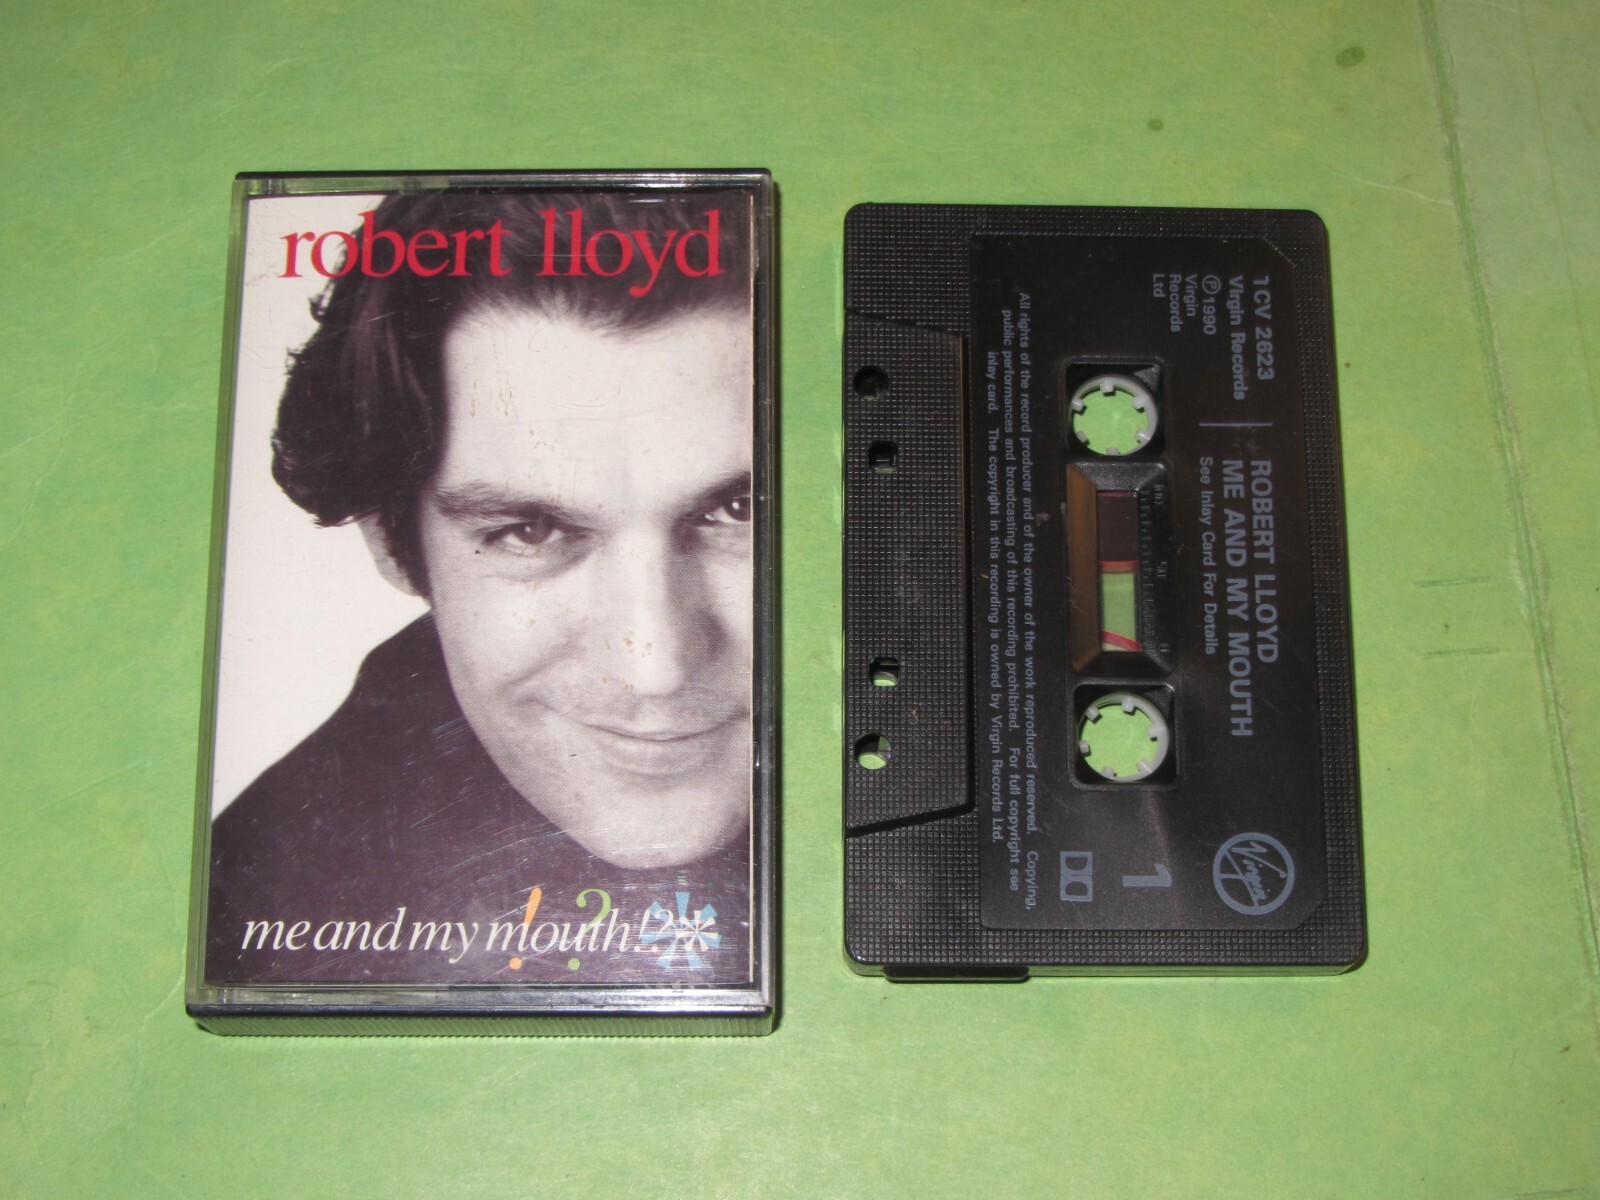 robert lloyd
me and my mouth!?*
! ? *
TCV 2623
Virgin Records
℗1990
Virgin
Records
Ltd
ROBERT LLOYD
ME AND MY MOUTH
See Inlay Card For Details
Virgin
1
All rights of the record producer and of the owner of the work reproduced reserved. Copying,
public performances and broadcasting of this recording prohibited. For full copyright see
inlay card. The copyright in this recording is owned by Virgin Records Ltd.